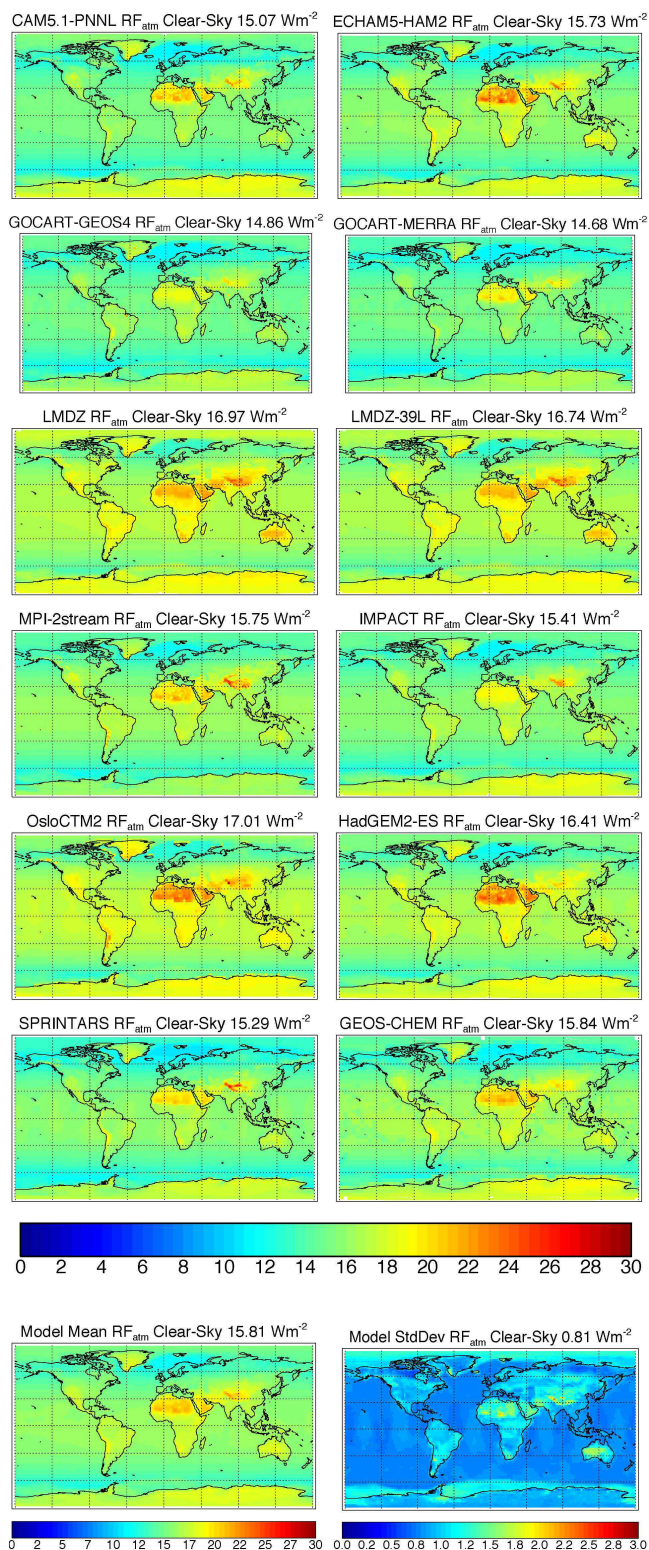 CAM5.1-PNNL RFatm Clear-Sky 15.07 Wm-2
ECHAM5-HAM2 RFatm Clear-Sky 15.73 Wm-2
GOCART-GEOS4 RFatm Clear-Sky 14.86 Wm-2
GOCART-MERRA RFatm Clear-Sky 14.68 Wm-2
LMDZ RFatm Clear-Sky 16.97 Wm-2
LMDZ-39L RFatm Clear-Sky 16.74 Wm-2
MPI-2stream RFatm Clear-Sky 15.75 Wm-2
IMPACT RFatm Clear-Sky 15.41 Wm-2
OsloCTM2 RFatm Clear-Sky 17.01 Wm-2
HadGEM2-ES RFatm Clear-Sky 16.41 Wm-2
SPRINTARS RFatm Clear-Sky 15.29 Wm-2
GEOS-CHEM RFatm Clear-Sky 15.84 Wm-2
0 2 4 6 8 10 12 14 16 18 20 22 24 26 28 30
Model Mean RFatm Clear-Sky 15.81 Wm-2
Model StdDev RFatm Clear-Sky 0.81 Wm-2
0 2 5 7 10 12 15 17 20 22 25 27 30
0.0 0.2 0.5 0.8 1.0 1.2 1.5 1.8 2.0 2.2 2.5 2.8 3.0